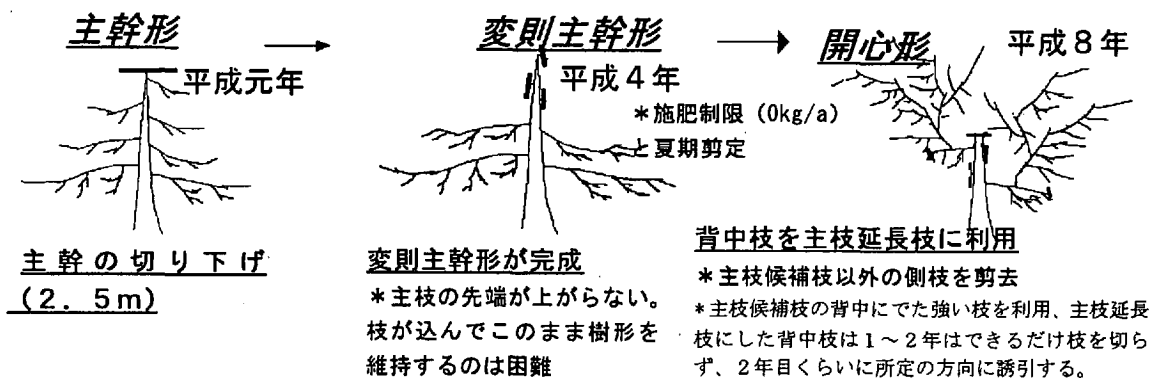 主幹形
平成元年
主幹の切り下げ
(2.5m)
変則主幹形
平成4年
*施肥制限(0kg/a)
と夏期剪定
変則主幹形が完成
*主枝の先端が上がらない。
枝が込んでこのまま樹形を
維持するのは困難
開心形
平成8年
背中枝を主枝延長枝に利用
*主枝候補枝以外の側枝を剪去
*主枝候補枝の背中にでた強い枝を利用、主枝延長
枝にした背中枝は1~2年はできるだけ枝を切ら
ず、2年目くらいに所定の方向に誘引する。